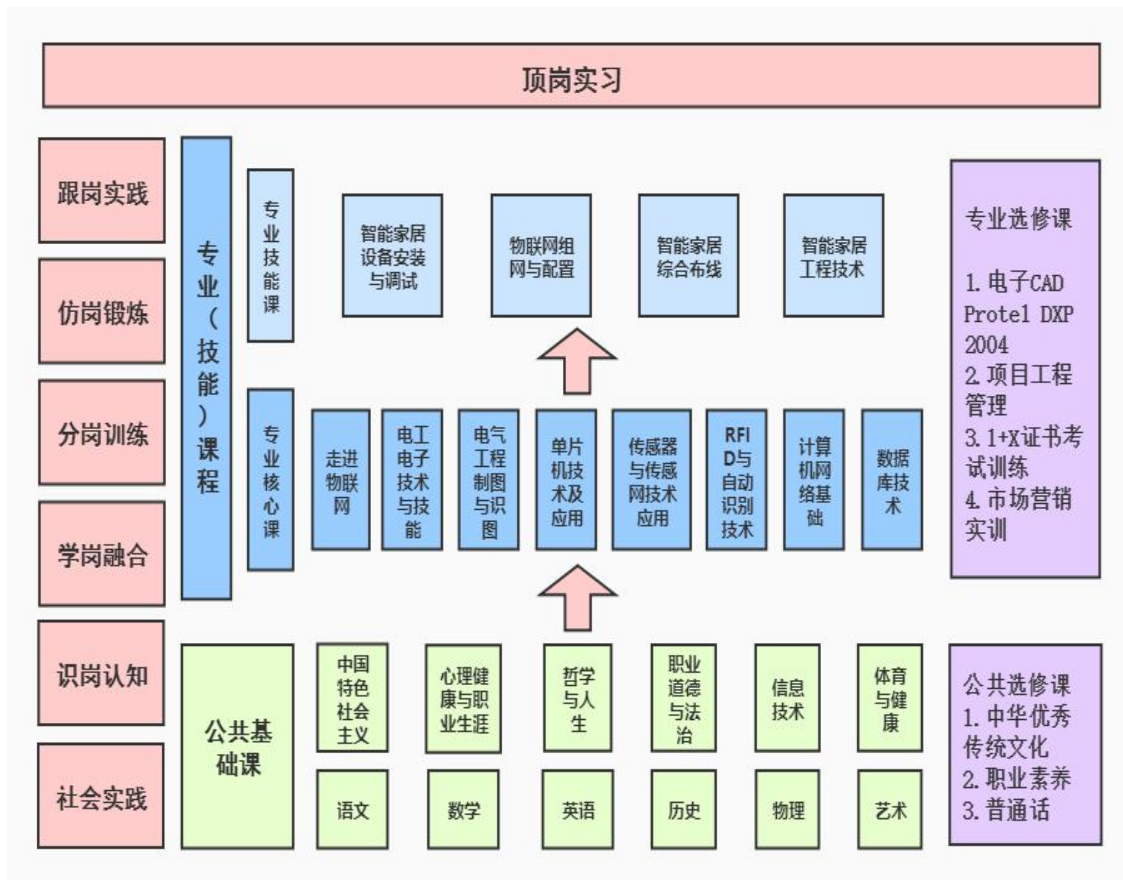 顶岗实习
跟岗实践
仿岗锻炼
分岗训练
学岗融合
识岗认知
社会实践
专业（技能）课程
专业技能课
智能家居
设备安装
与调试
物联网组
网与配置
智能家居
综合布线
智能家居
工程技术
专业核心课
走进
物联
网
电工
电子
技术
与技
能
电气
工程
制图
与识
图
单片
机技
术及
应用
传感器
与传感
网技术
应用
RFI
D与
自动
识别
技术
计算
机网
络基
础
数据
库技
术
公共基
础课
中国
特色
社会
主义
心理健
康与职
业生涯
哲学
与人
生
职业
道德
与法
治
信息
技术
体育
与健
康
语文
数学
英语
历史
物理
艺术
专业选修课
1.电子CAD
Protel DXP
2004
2.项目工程
管理
3.1+X证书考
试训练
4.市场营销
实训
公共选修课
1.中华优秀
传统文化
2.职业素养
3.普通话